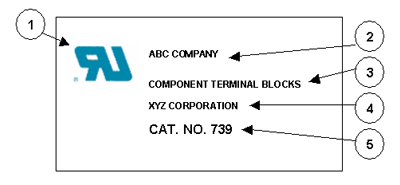 1
2
ABC COMPANY
3
COMPONENT TERMINAL BLOCKS
XYZ CORPORATION
4
CAT. NO. 739
5
®